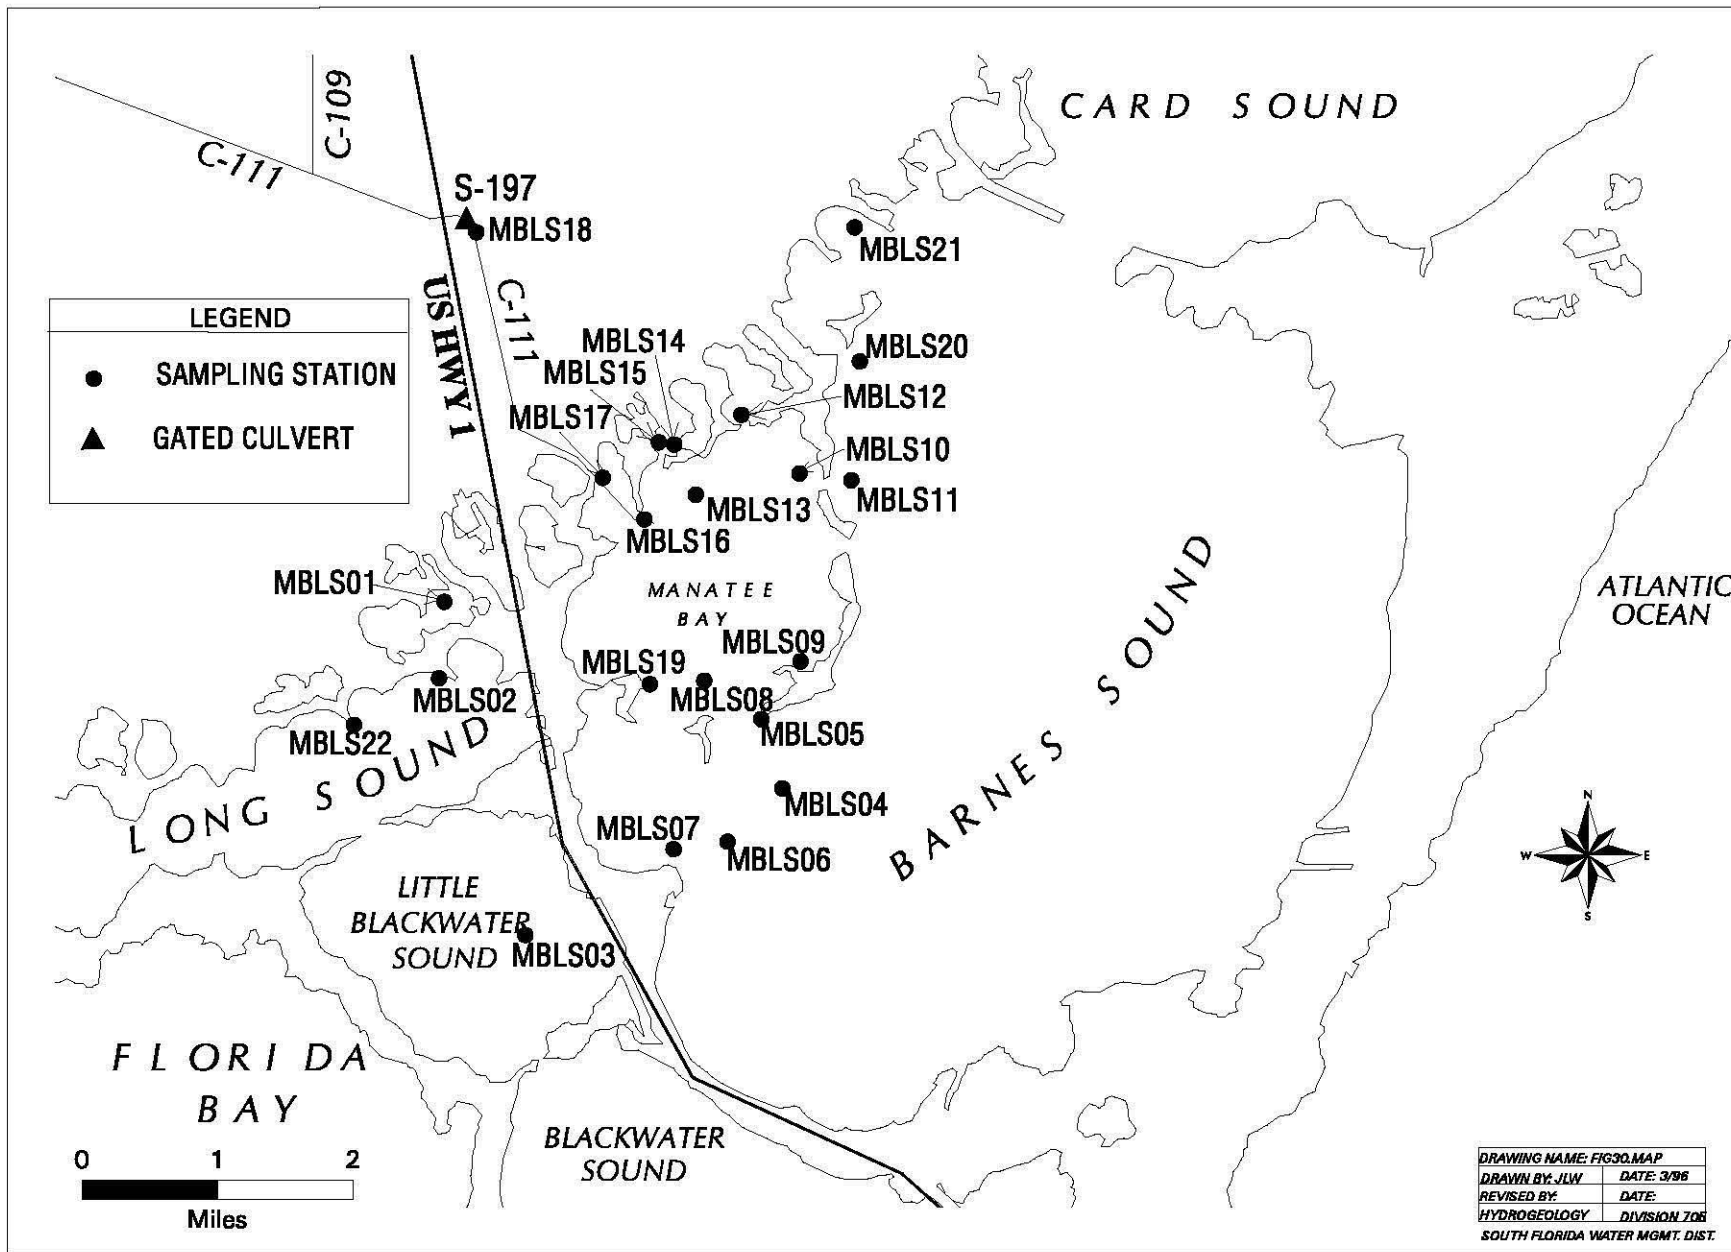 CARD SOUND
C-109
C-111
S-197
MBLS18
MBLS21
US HWY 1
C-111
LEGEND
SAMPLING STATION
GATED CULVERT
MBLS14
MBLS20
MBLS15
MBLS12
MBLS17
MBLS10
MBLS11
MBLS13
MBLS16
MBLS01
MANATEE
BAY
ATLANTIC
OCEAN
MBLS09
MBLS19
MBLS08
MBLS02
MBLS05
MBLS22
LONG SOUND
BARNES SOUND
MBLS04
MBLS07
MBLS06
N
W
E
S
LITTLE
BLACKWATER
SOUND
MBLS03
FLORIDA
BAY
BLACKWATER
SOUND
0 1 2
Miles
DRAWING NAME: FIG30.MAP
DRAWN BY: JLW DATE: 3/96
REVISED BY: DATE:
HYDROGEOLOGY DIVISION 706
SOUTH FLORIDA WATER MGMT. DIST.